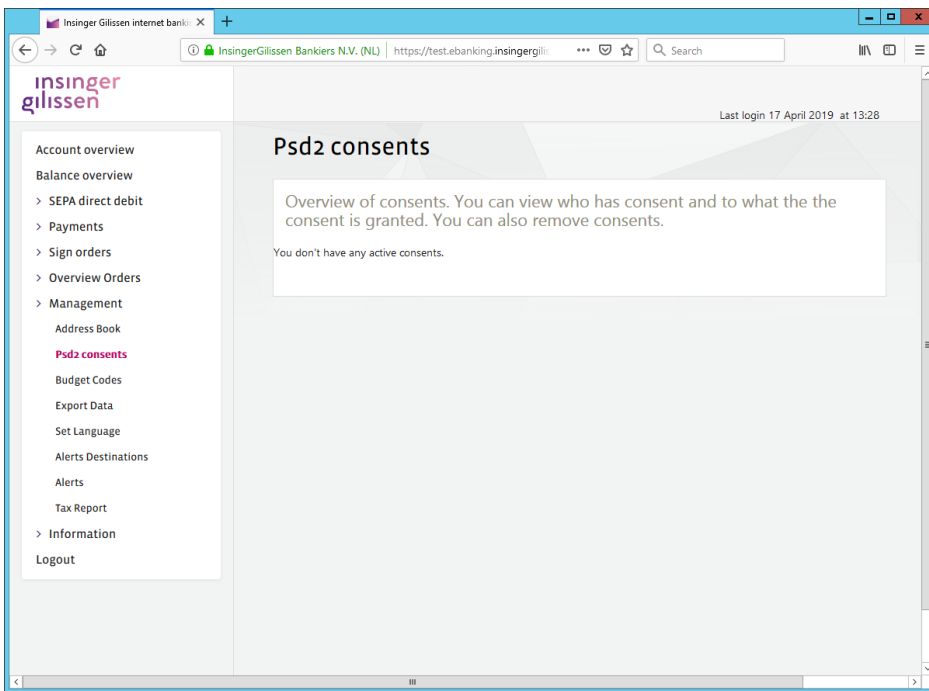 Insinger Gilissen internet banki
InsingerGilissen Bankiers N.V. (NL)
https://test.ebanking.insingergilis
Search
insinger
gilissen
Last login 17 April 2019 at 13:28
Account overview
Balance overview
> SEPA direct debit
> Payments
> Sign orders
> Overview Orders
> Management
Address Book
Psd2 consents
Budget Codes
Export Data
Set Language
Alerts Destinations
Alerts
Tax Report
> Information
Logout
Psd2 consents
Overview of consents. You can view who has consent and to what the the
consent is granted. You can also remove consents.
You don't have any active consents.